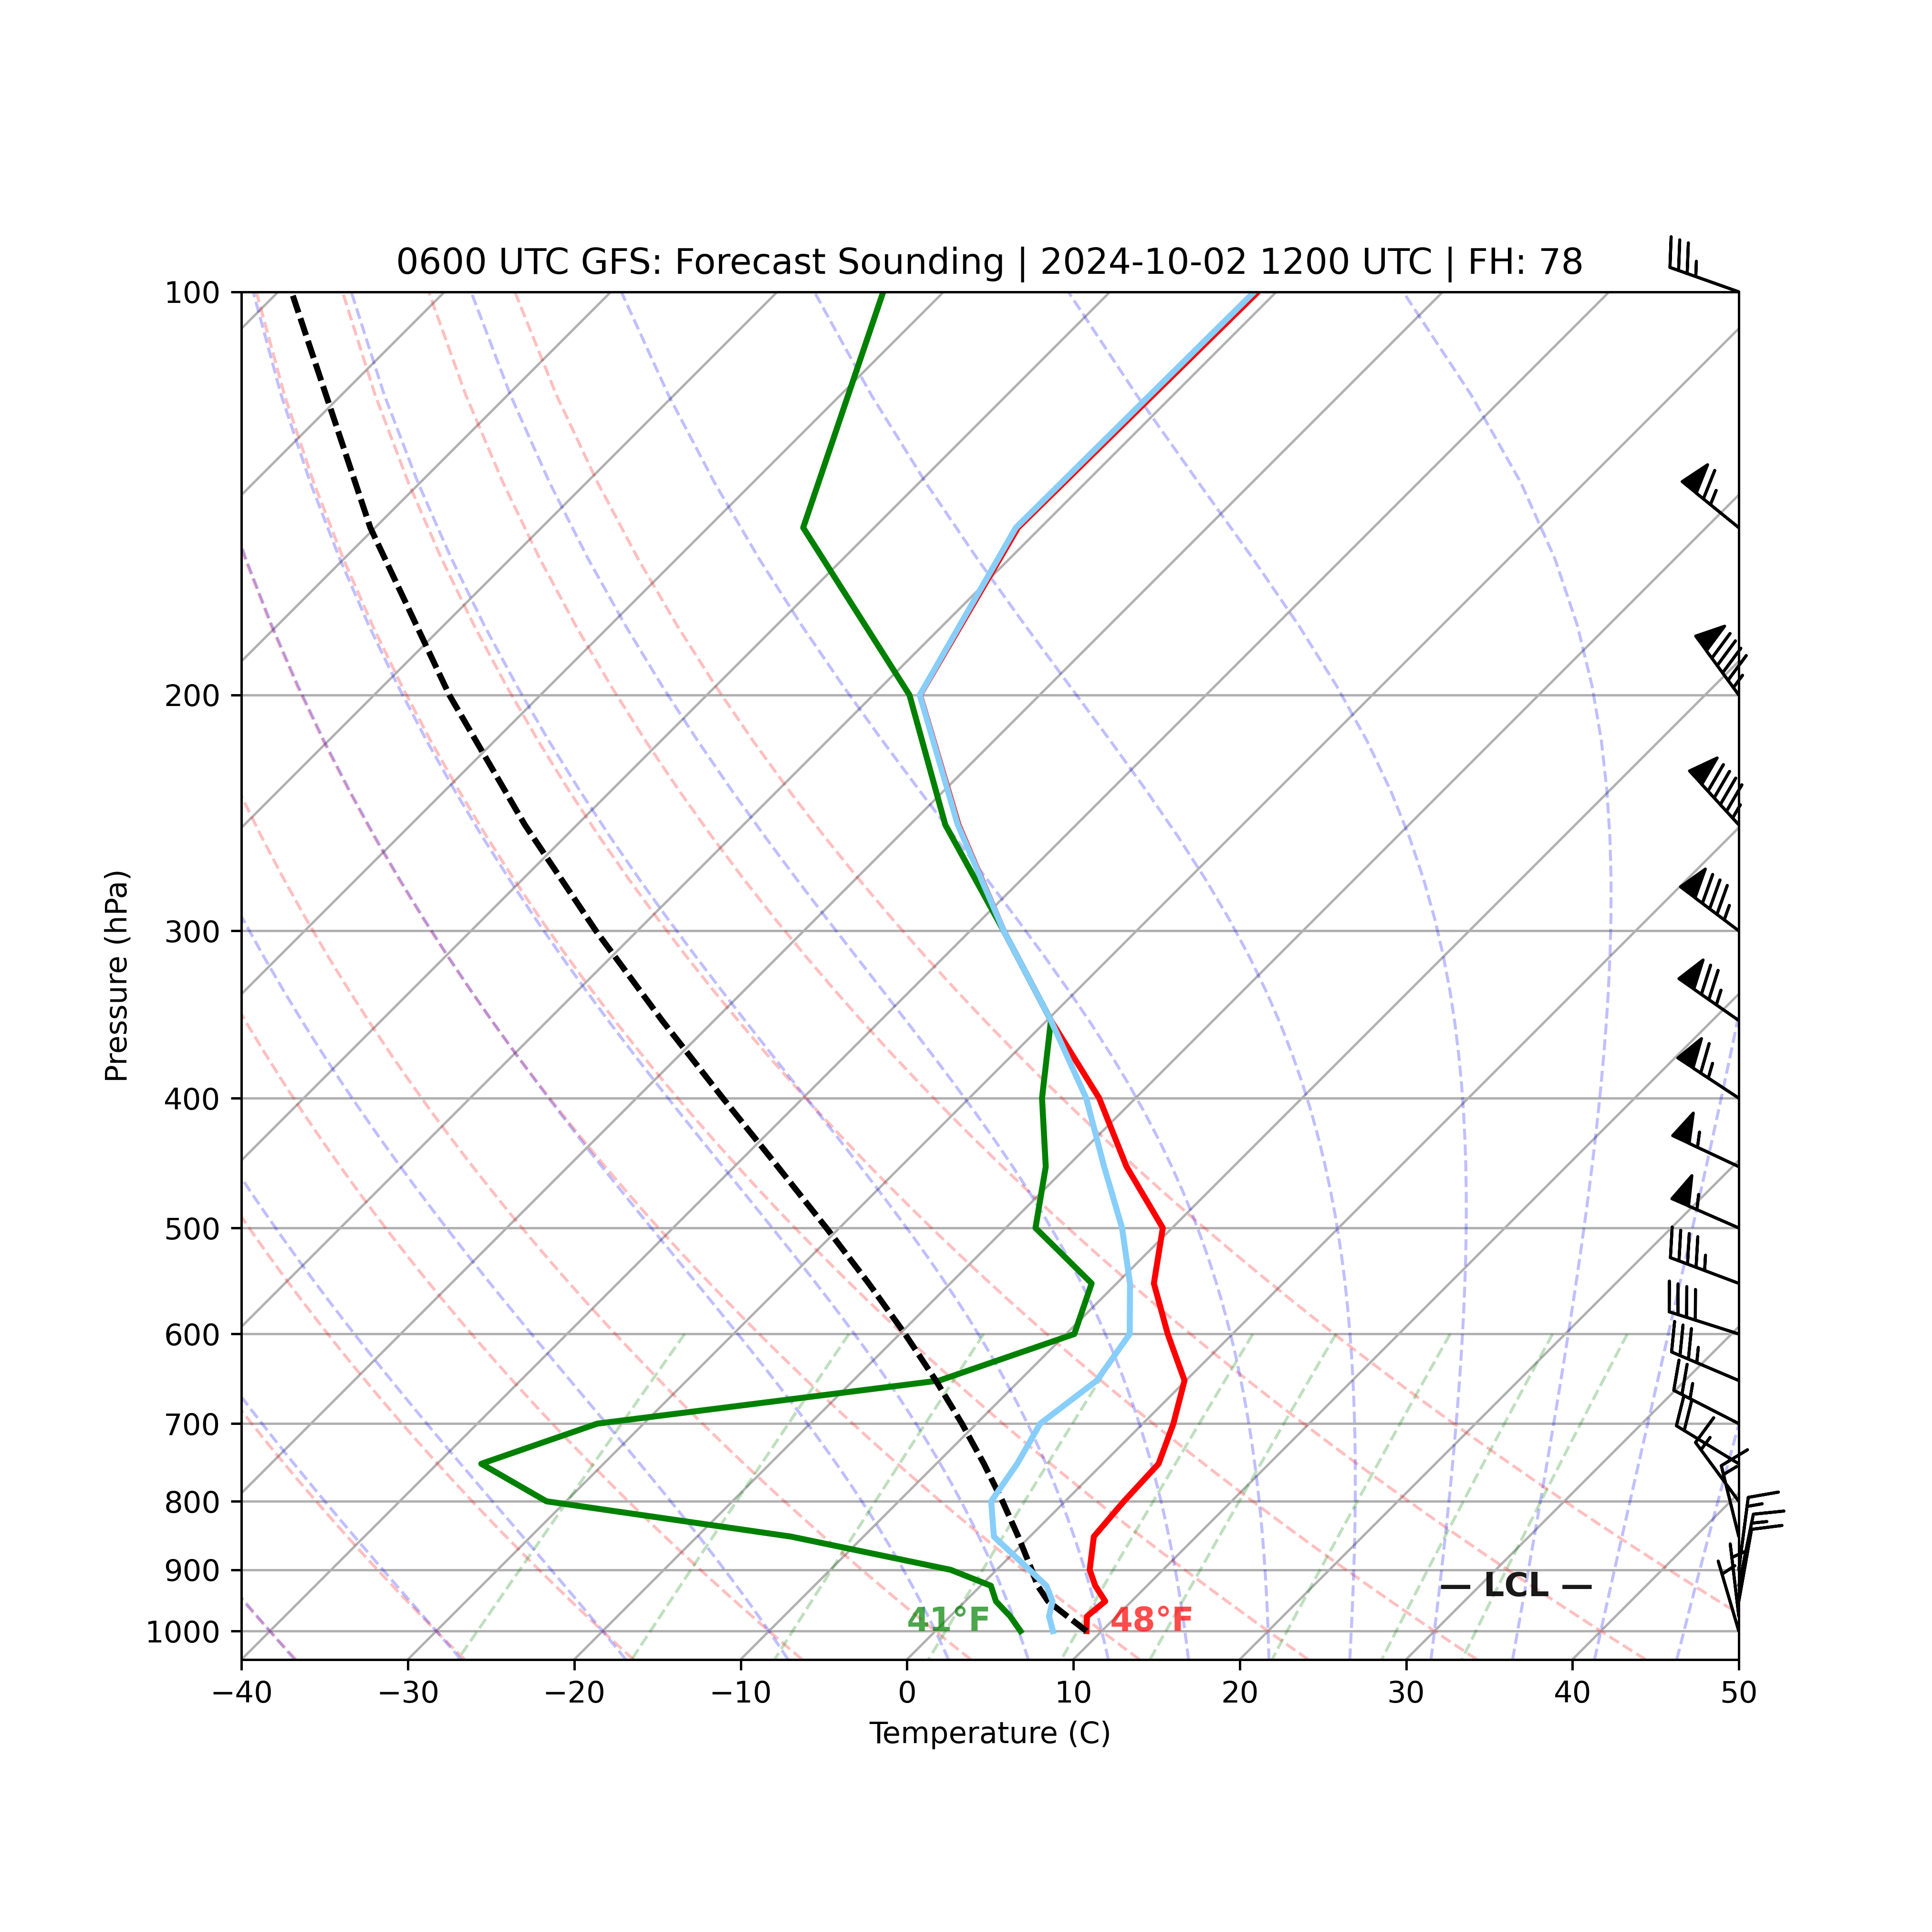 0600 UTC GFS: Forecast Sounding | 2024-10-02 1200 UTC | FH: 78
100
200
300
400
500
600
700
800
900
1000
Pressure (hPa)
— LCL —
41°F
48°F
−40 −30 −20 −10 0 10 20 30 40 50
Temperature (C)